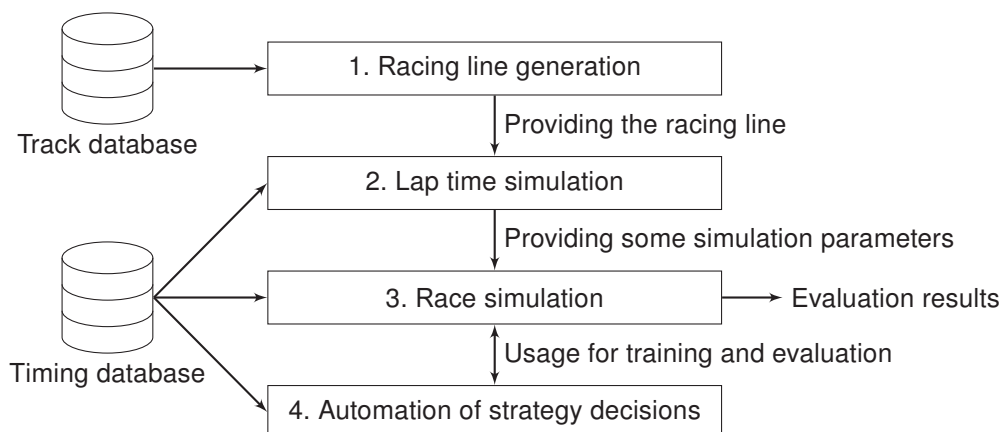 1. Racing line generation
Track database
Providing the racing line
2. Lap time simulation
Providing some simulation parameters
3. Race simulation
Evaluation results
Timing database
Usage for training and evaluation
4. Automation of strategy decisions